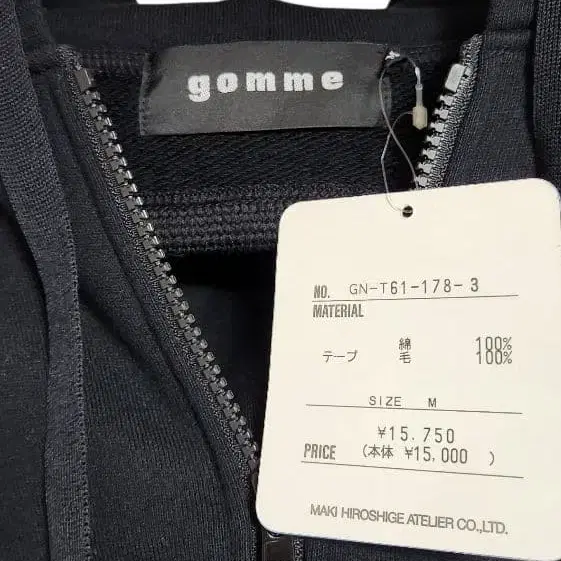 gomme
NO. GN-T61-178-3
MATERIAL
綿 100%
テープ 毛 100%
SIZE M
¥15.750
PRICE (本体 ¥15,000 )
MAKI HIROSHIGE ATELIER CO.,LTD.